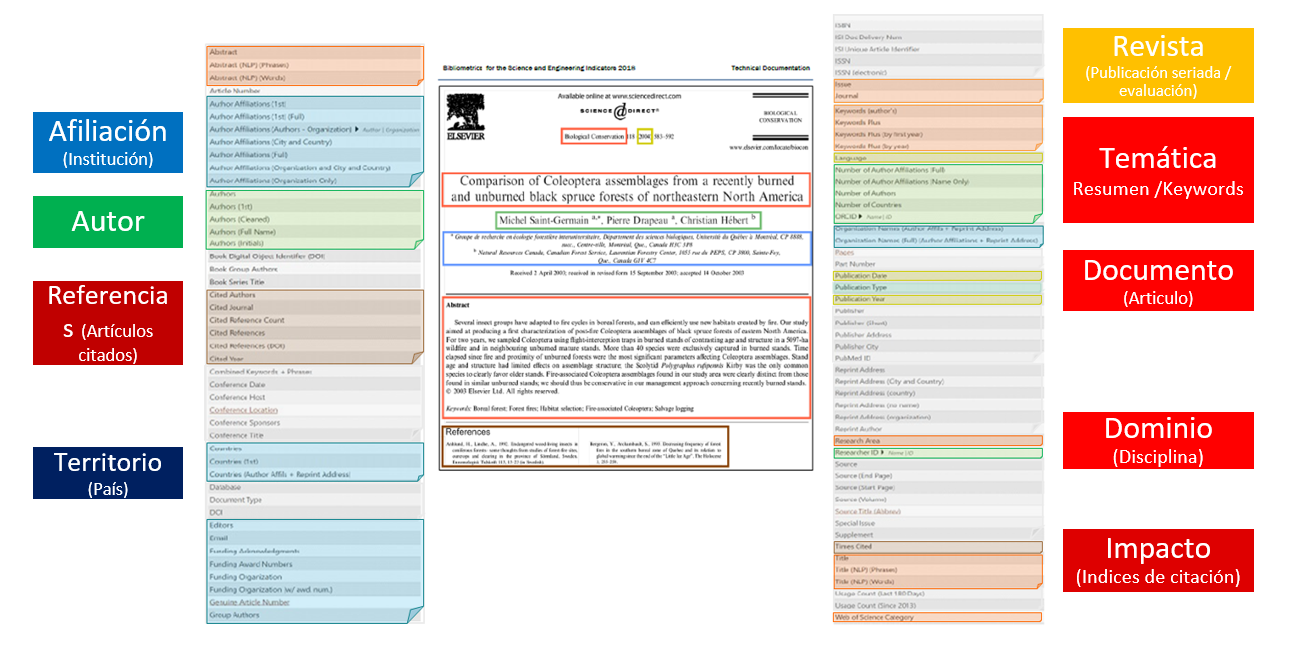 Afiliación
(Institución)
Autor
Referencia
s (Artículos
citados)
Territorio
(País)
Abstract
Abstract (NLP) (Phrases)
Abstract (NLP) (Words)
Article Number
Author Affiliations (1st)
Author Affiliations (1st) (Full)
Author Affiliations (Authors - Organization) Author | Organization
Author Affiliations (City and Country)
Author Affiliations (Full)
Author Affiliations (Organization and City and Country)
Author Affiliations (Organization Only)
Authors
Authors (1st)
Authors (Cleaned)
Authors (Full Name)
Authors (Initials)
Book Digital Object Identifier (DOI)
Book Group Authors
Book Series Title
Cited Authors
Cited Journal
Cited Reference Count
Cited References
Cited References (DOI)
Cited Year
Combined Keywords + Phrases
Conference Date
Conference Host
Conference Location
Conference Sponsors
Conference Title
Countries
Countries (1st)
Countries (Author Affils + Reprint Address)
Database
Document Type
DOI
Editors
Email
Funding Acknowledgments
Funding Award Numbers
Funding Organization
Funding Organization (w/ awd. num.)
Genuine Article Number
Group Authors
Bibliometrics for the Science and Engineering Indicators 2018
Technical Documentation
ELSEVIER
Available online at www.sciencedirect.com
SCIENCE @ DIRECT®
Biological Conservation 118 (2004) 583–592
BIOLOGICAL
CONSERVATION
www.elsevier.com/locate/biocon
Comparison of Coleoptera assemblages from a recently burned
and unburned black spruce forests of northeastern North America
Michel Saint-Germain a,*, Pierre Drapeau a, Christian Hébert b
a Groupe de recherche en écologie forestière interuniversitaire, Département des sciences biologiques, Université du Québec à Montréal, CP 8888,
succ., Centre-ville, Montréal, Que., Canada H3C 3P8
b Natural Resources Canada, Canadian Forest Service, Laurentian Forestry Center, 1055 rue du PEPS, CP 3800, Sainte-Foy,
Que., Canada G1V 4C7
Received 2 April 2003; received in revised form 15 September 2003; accepted 14 October 2003
Abstract
Several insect groups have adapted to fire cycles in boreal forests, and can efficiently use new habitats created by fire. Our study
aimed at producing a first characterization of post-fire Coleoptera assemblages of black spruce forests of eastern North America.
For two years, we sampled Coleoptera using flight-interception traps in burned stands of contrasting age and structure in a 5097-ha
wildfire and in neighbouring unburned mature stands. More than 40 species were exclusively captured in burned stands. Time
elapsed since fire and proximity of unburned forests were the most significant parameters affecting Coleoptera assemblages. Stand
age and structure had limited effects on assemblage structure; the Scolytid Polygraphus rufipennis Kirby was the only common
species to clearly favor older stands. Fire-associated Coleoptera assemblages found in our study area were clearly distinct from those
found in similar unburned stands; we should thus be conservative in our management approach concerning recently burned stands.
© 2003 Elsevier Ltd. All rights reserved.
Keywords: Boreal forest; Forest fires; Habitat selection; Fire-associated Coleoptera; Salvage logging
References
ISBN
ISI Doc Delivery Num
ISI Unique Article Identifier
ISSN
ISSN (electronic)
Issue
Journal
Keywords (author's)
Keywords Plus
Keywords Plus (by first year)
Keywords Plus (by year)
Language
Number of Author Affiliations (Full)
Number of Author Affiliations (Name Only)
Number of Authors
Number of Countries
ORCID Name | ID
Organization Names (Author Affils + Reprint Address)
Organization Names (Full) (Author Affiliations + Reprint Address)
Pages
Part Number
Publication Date
Publication Type
Publication Year
Publisher
Publisher (Short)
Publisher Address
Publisher City
PubMed ID
Reprint Address
Reprint Address (City and Country)
Reprint Address (country)
Reprint Address (no name)
Reprint Address (organization)
Reprint Author
Research Area
Researcher ID Name | ID
Source
Source (End Page)
Source (Start Page)
Source (Volume)
Source Title (Abbrev)
Special Issue
Supplement
Times Cited
Title
Title (NLP) (Phrases)
Title (NLP) (Words)
Usage Count (Last 180 Days)
Usage Count (Since 2013)
Web of Science Category
Revista
(Publicación seriada /
evaluación)
Temática
Resumen /Keywords
Documento
(Articulo)
Dominio
(Disciplina)
Impacto
(Indices de citación)